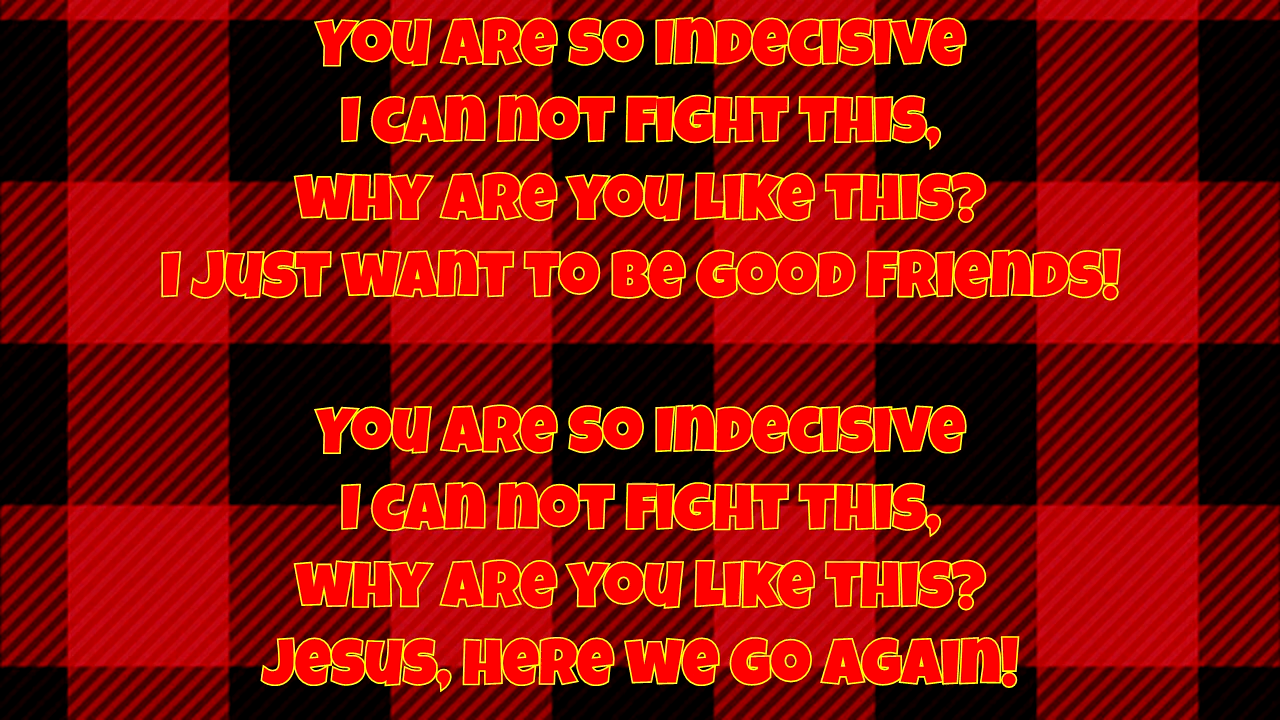 You are so indecisive
I can not fight this,
Why are you like this?
I just want to be good friends!
You are so indecisive
I can not fight this,
Why are you like this?
Jesus, here we go again!